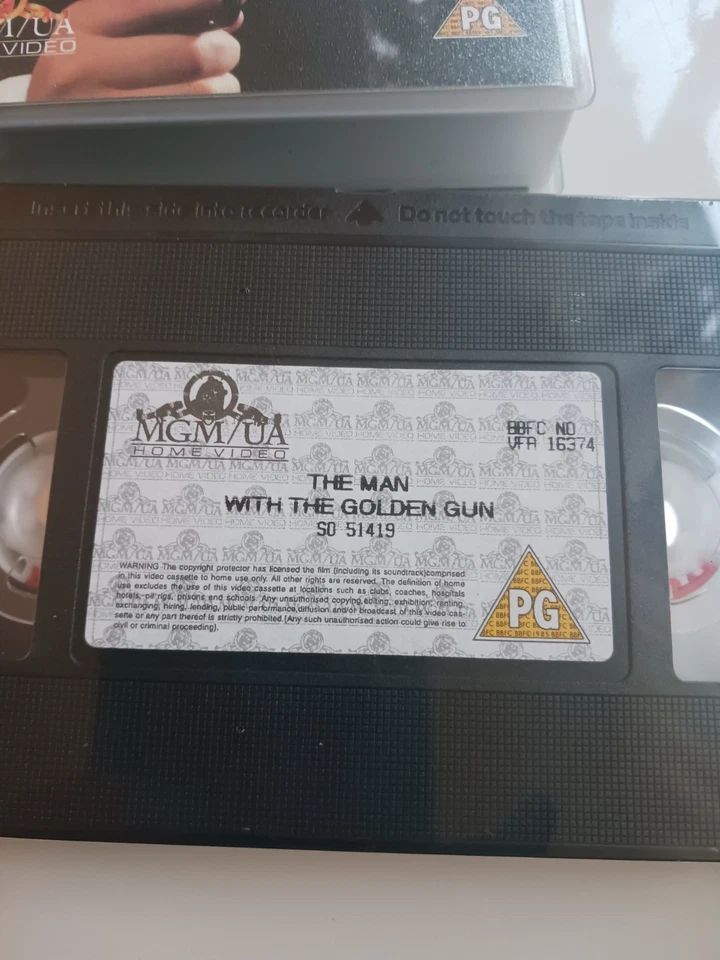 M/UA
VIDEO
PG
Insert this side into recorder Do not touch the tape inside
MGM/UA
HOME VIDEO
BBFC NO
VFA 16374
THE MAN
WITH THE GOLDEN GUN
SO 51419
WARNING The copyright protector has licensed the film (including its soundtrack)comprised
in this video cassette to home use only. All other rights are reserved. The definition of home
use excludes the use of this video cassette at locations such as clubs, coaches, hospitals
hotels, oil rigs, prisons and schools. Any unauthorised copying,editing, exhibition, renting,
exchanging, hiring, lending, public performance,diffusion and/or broadcast of this video cas-
sette or any part thereof is strictly prohibited.(Any such unauthorised action could give rise to
civil or criminal proceeding).
PG
BBFC 1985 BBFC